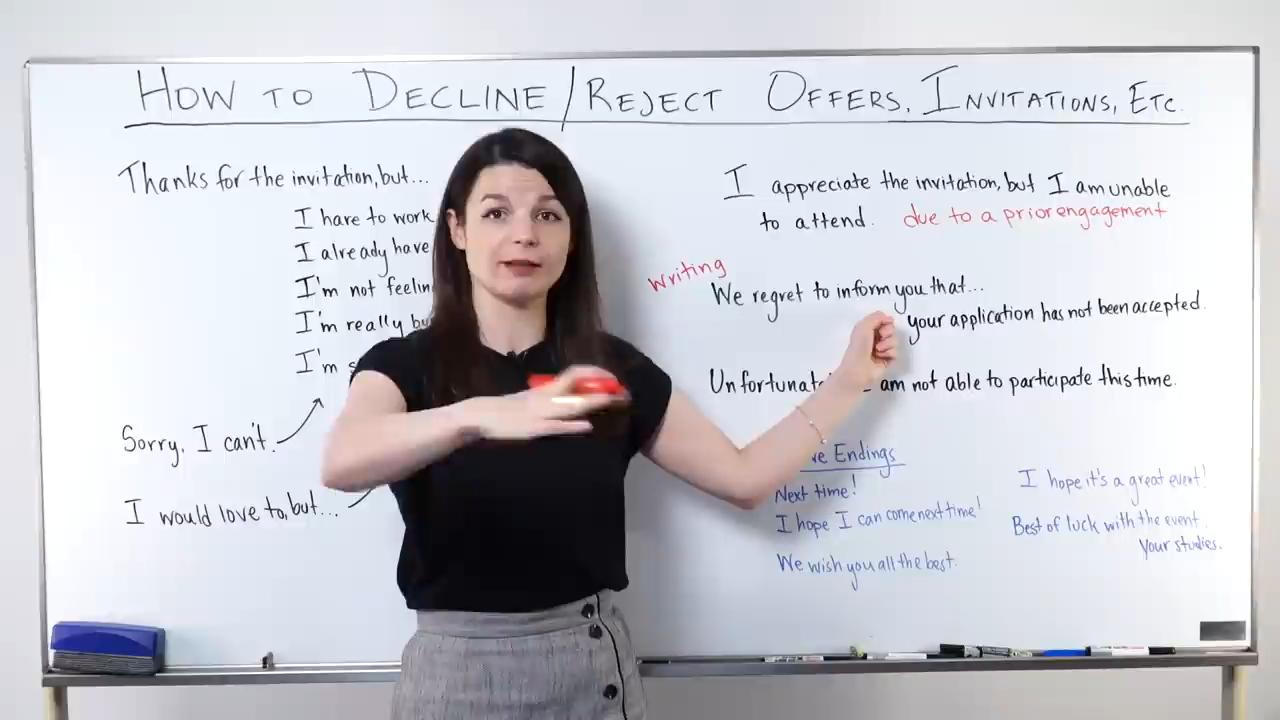 HOW TO DECLINE/REJECT OFFERS, INVITATIONS, ETC.
Thanks for the invitation, but...
I have to work
I already have
I'm not
I'm really
I'm
Sorry, I can't.
I would love to, but...
I appreciate the invitation, but I am unable
to attend. due to a prior engagement
writing
We regret to inform you that...
your application has not been accepted.
am not able to participate this time.
Endings
Next time!
I hope I can come next time!
We wish you all the best.
I hope it's a great event!
Best of luck with the event.
your studies.